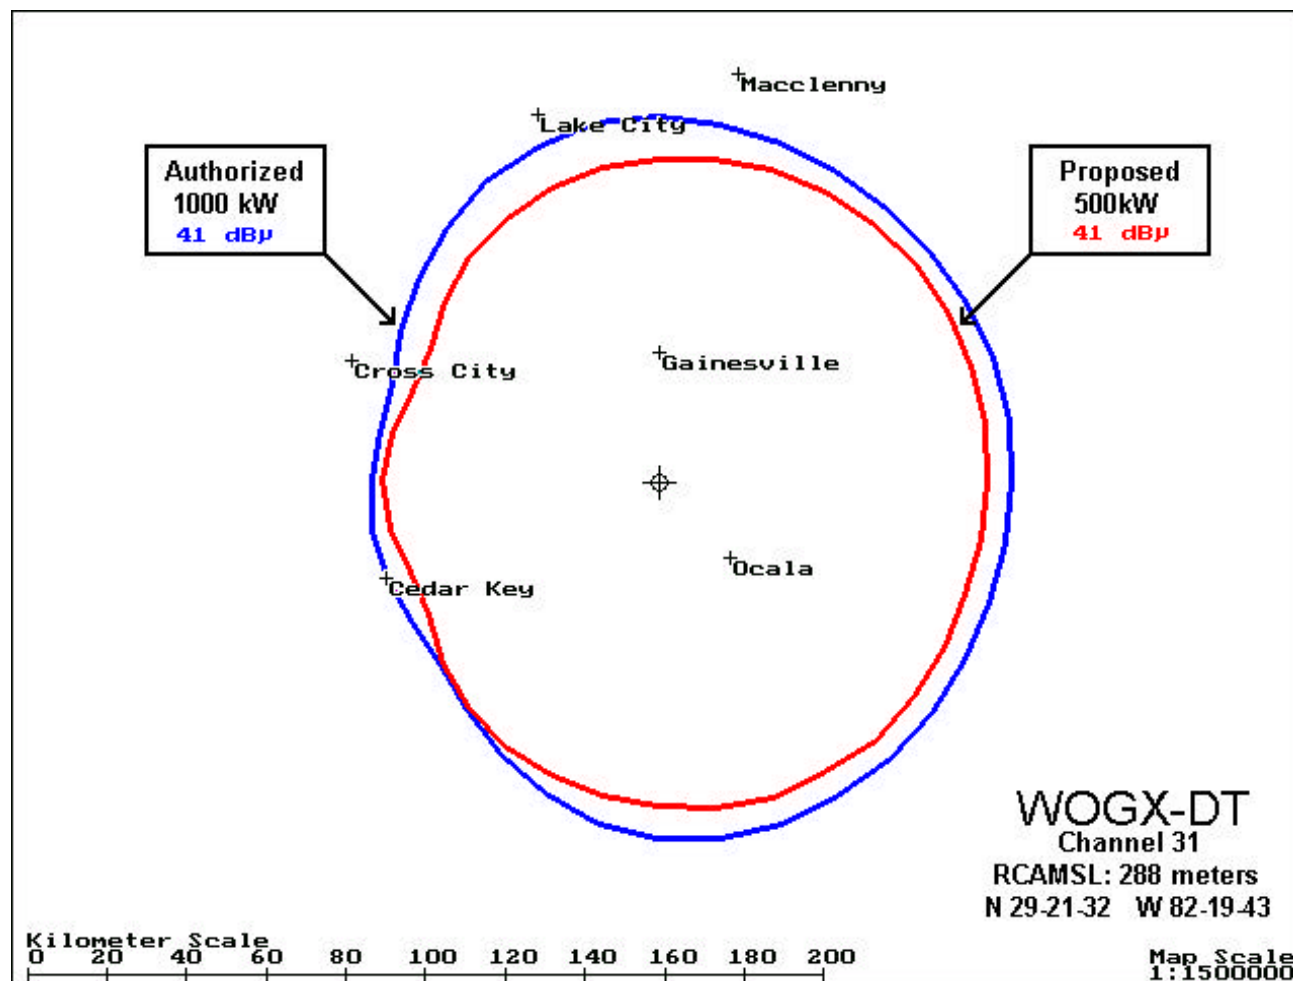 Macclenny
Lake City
Authorized
1000 kW
41 dBµ
Proposed
500kW
41 dBµ
Cross City
Gainesville
Ocala
Cedar Key
WOGX-DT
Channel 31
RCAMSL: 288 meters
N 29-21-32 W 82-19-43
Kilometer Scale
0 20 40 60 80 100 120 140 160 180 200
Map Scale
1:1500000